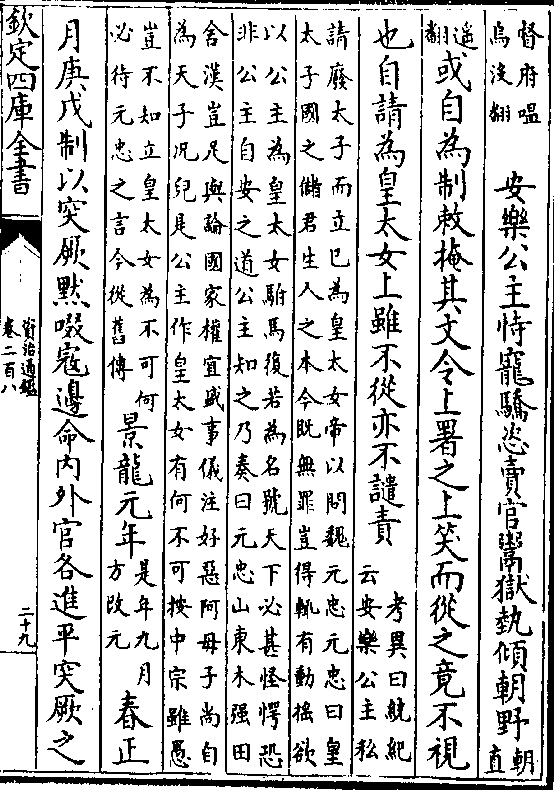 督府嗢
烏没翻
安樂公主恃寵驕恣賣官鬻獄埶傾朝野
朝
直
遥
翻
或自為制敕掩其文令上署之上笑而從之竟不視
也自請為皇太女上雖不從亦不譴責
考異曰統紀
云安樂公主私
請廢太子而立已為皇太女帝以問魏元忠元忠曰皇
太子國之儲君生人之本今既無罪豈得輒有動摇欲
以公主為皇太女駙馬復若為名號天下必甚怪愕恐
非公主自安之道公主知之乃奏曰元忠山東木强田
舍漢豈足與論國家權宜盛事儀注好惡阿母子尚自
為天子况兒是公主作皇太女有何不可按中宗雖愚
豈不知立皇太女為不可何
必待元忠之言今從舊傳
景龍元年
是年九月
方改元
春正
月庚戌制以突厥黙啜寇邊命内外官各進平突厥之
欽定四庫全書
資治通鑑
卷二百八
二十九